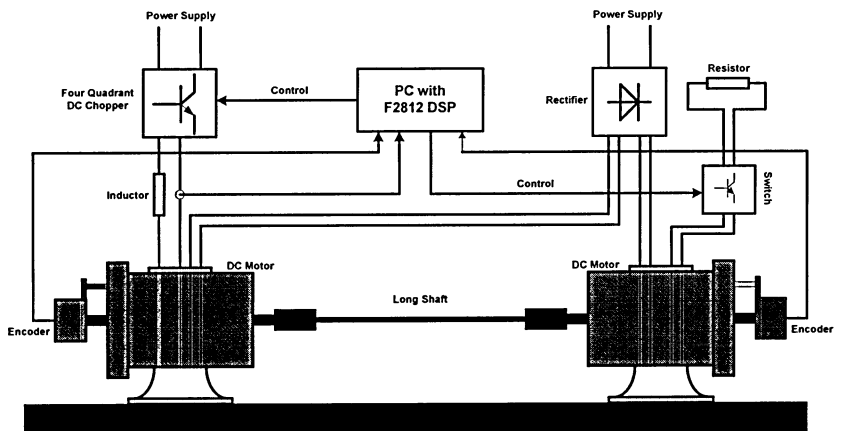 Power Supply
Power Supply
Four Quadrant
DC Chopper
Control
PC with
F2812 DSP
Rectifier
Resistor
Switch
Inductor
Control
DC Motor
DC Motor
Long Shaft
Encoder
Encoder